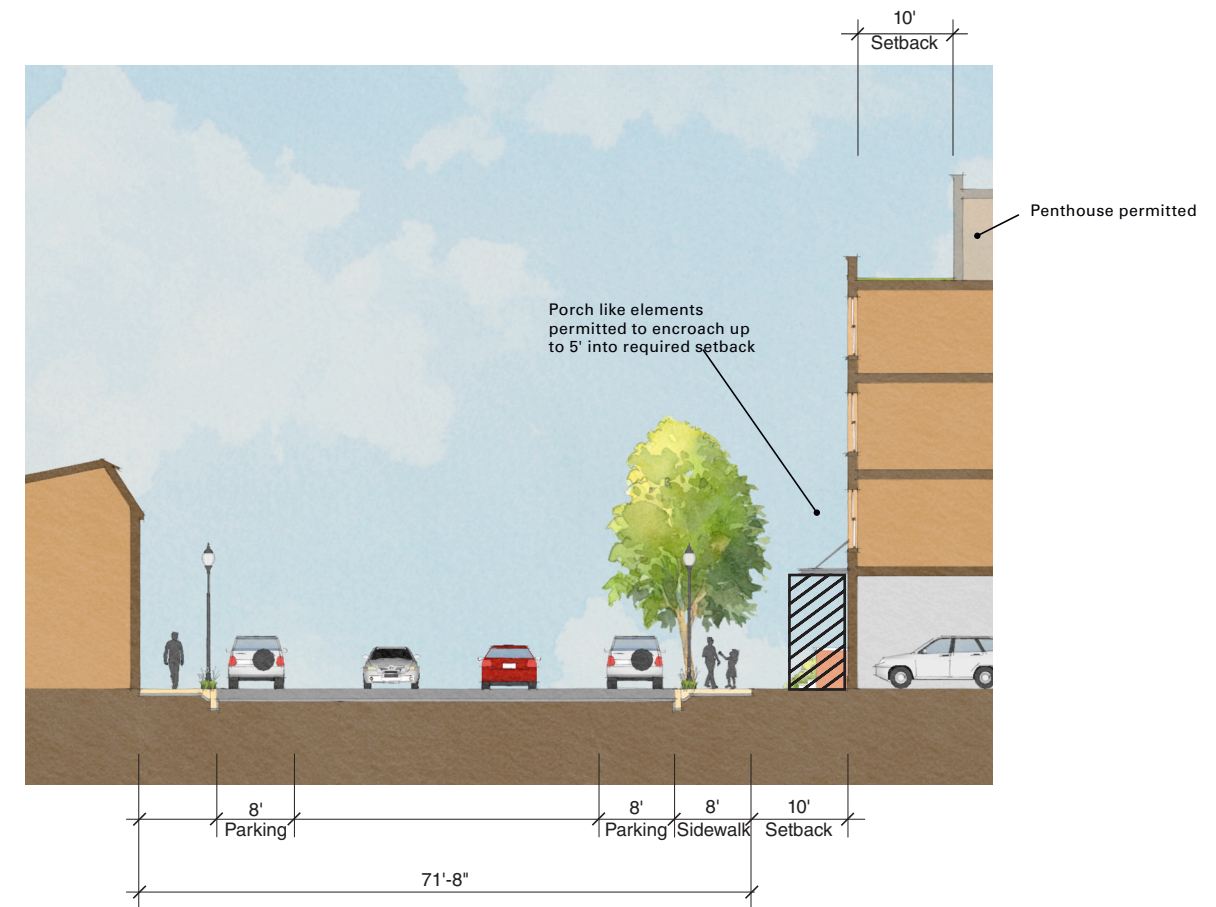 10'
Setback
Penthouse permitted
Porch like elements
permitted to encroach up
to 5' into required setback
8'
Parking
8'
Parking
8'
Sidewalk
10'
Setback
71'-8"